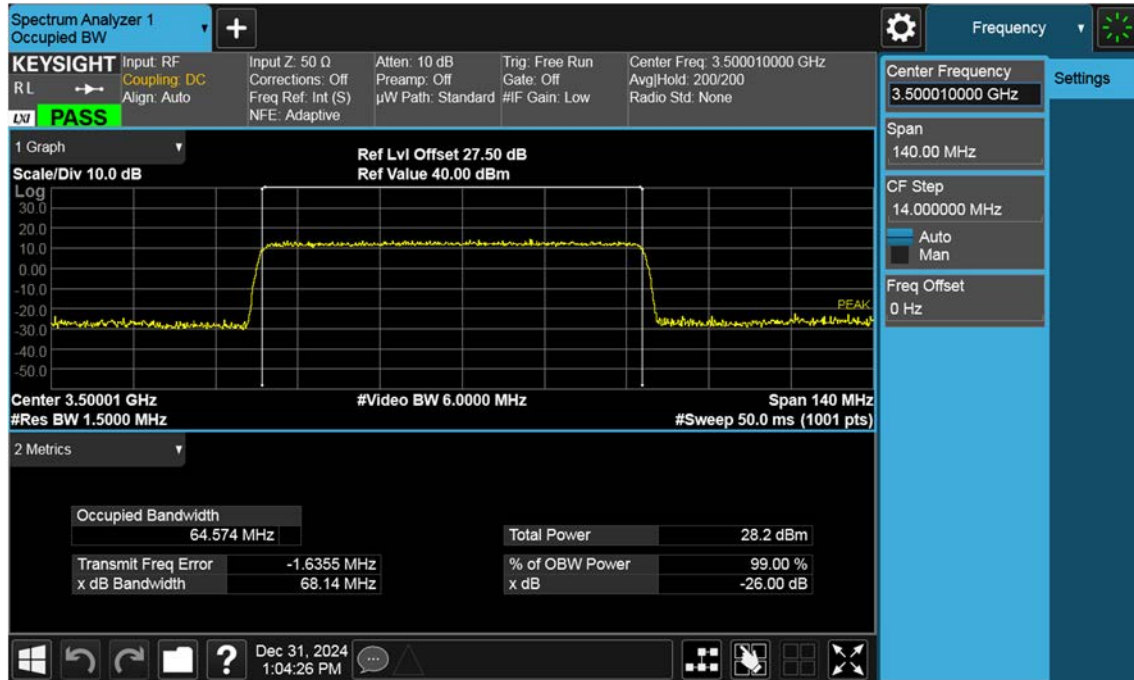 Spectrum Analyzer 1
Occupied BW
Frequency
KEYSIGHT
RL
LXI PASS
Input: RF
Coupling: DC
Align: Auto
Input Z: 50 Ω
Corrections: Off
Freq Ref: Int (S)
NFE: Adaptive
Atten: 10 dB
Preamp: Off
µW Path: Standard
Trig: Free Run
Gate: Off
#IF Gain: Low
Center Freq: 3.500010000 GHz
Avg|Hold: 200/200
Radio Std: None
Center Frequency
3.500010000 GHz
Settings
Span
140.00 MHz
CF Step
14.000000 MHz
Auto
Man
Freq Offset
0 Hz
1 Graph
Scale/Div 10.0 dB
Ref Lvl Offset 27.50 dB
Ref Value 40.00 dBm
Log
30.0
20.0
10.0
0.00
-10.0
-20.0
-30.0
-40.0
-50.0
PEAK
Center 3.50001 GHz
#Res BW 1.5000 MHz
#Video BW 6.0000 MHz
Span 140 MHz
#Sweep 50.0 ms (1001 pts)
2 Metrics
Occupied Bandwidth
64.574 MHz
Total Power 28.2 dBm
Transmit Freq Error -1.6355 MHz
% of OBW Power 99.00 %
x dB Bandwidth 68.14 MHz
x dB -26.00 dB
?
Dec 31, 2024
1:04:26 PM